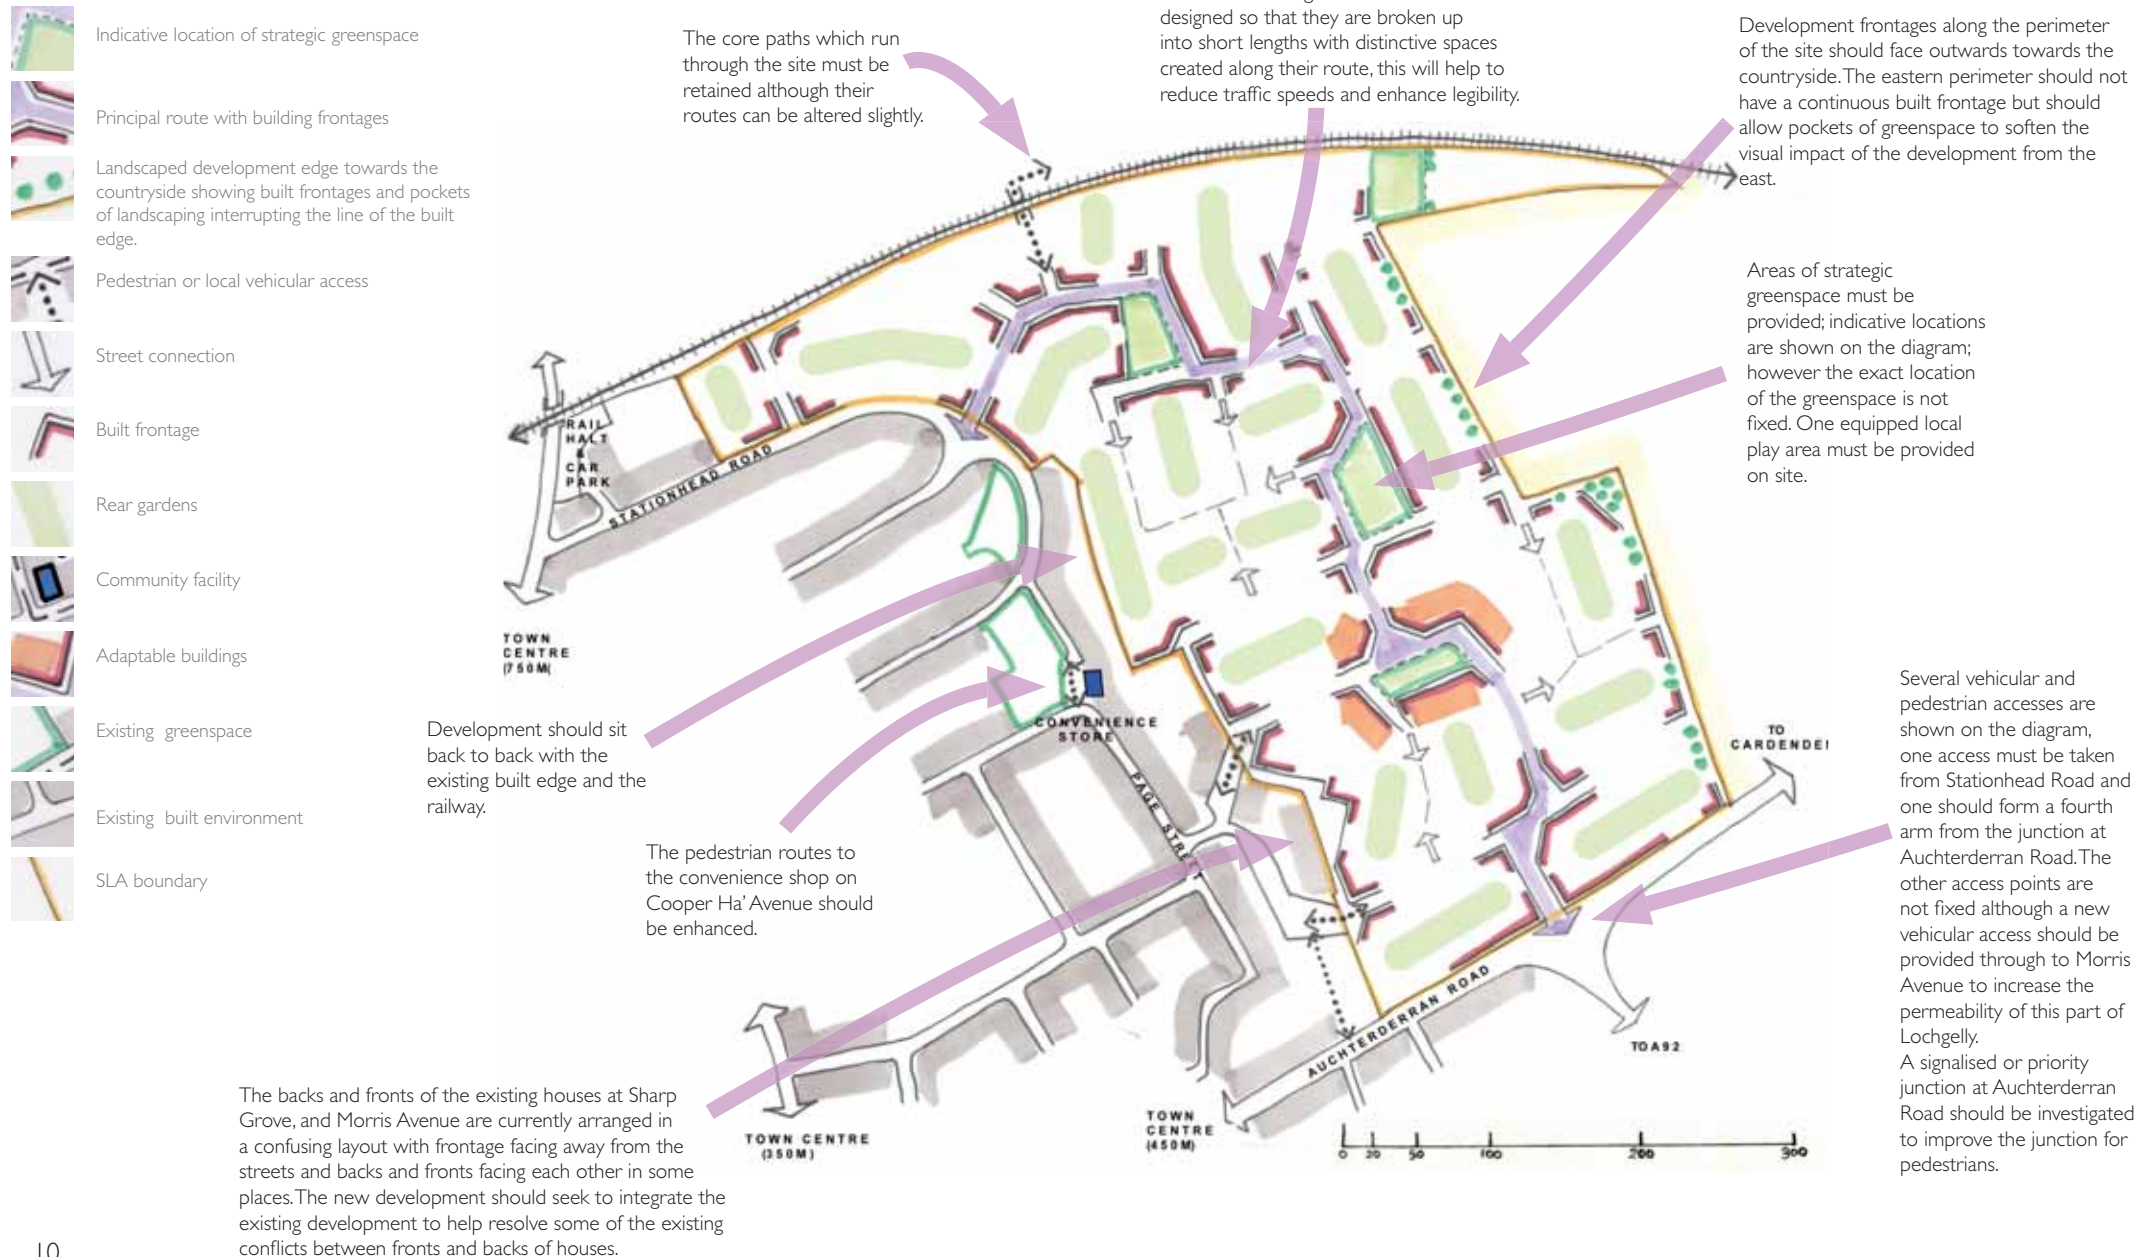 Indicative location of strategic greenspace
Principal route with building frontages
Landscaped development edge towards the
countryside showing built frontages and pockets
of landscaping interrupting the line of the built
edge.
Pedestrian or local vehicular access
Street connection
Built frontage
Rear gardens
Community facility
Adaptable buildings
Existing greenspace
Existing built environment
SLA boundary
The core paths which run
through the site must be
retained although their
routes can be altered slightly.
designed so that they are broken up
into short lengths with distinctive spaces
created along their route, this will help to
reduce traffic speeds and enhance legibility.
Development frontages along the perimeter
of the site should face outwards towards the
countryside. The eastern perimeter should not
have a continuous built frontage but should
allow pockets of greenspace to soften the
visual impact of the development from the
east.
Areas of strategic
greenspace must be
provided; indicative locations
are shown on the diagram;
however the exact location
of the greenspace is not
fixed. One equipped local
play area must be provided
on site.
RAIL
HALT
&
CAR
PARK
STATIONHEAD ROAD
TOWN
CENTRE
(750M)
CONVENIENCE
STORE
PAGE STREET
TO
CARDENDEN
Development should sit
back to back with the
existing built edge and the
railway.
The pedestrian routes to
the convenience shop on
Cooper Ha' Avenue should
be enhanced.
Several vehicular and
pedestrian accesses are
shown on the diagram,
one access must be taken
from Stationhead Road and
one should form a fourth
arm from the junction at
Auchterderran Road. The
other access points are
not fixed although a new
vehicular access should be
provided through to Morris
Avenue to increase the
permeability of this part of
Lochgelly.
A signalised or priority
junction at Auchterderran
Road should be investigated
to improve the junction for
pedestrians.
AUCHTERDERRAN ROAD
TO A92
TOWN
CENTRE
(450M)
TOWN CENTRE
(350M)
0 20 50 100 200 300
The backs and fronts of the existing houses at Sharp
Grove, and Morris Avenue are currently arranged in
a confusing layout with frontage facing away from the
streets and backs and fronts facing each other in some
places. The new development should seek to integrate the
existing development to help resolve some of the existing
conflicts between fronts and backs of houses.
10